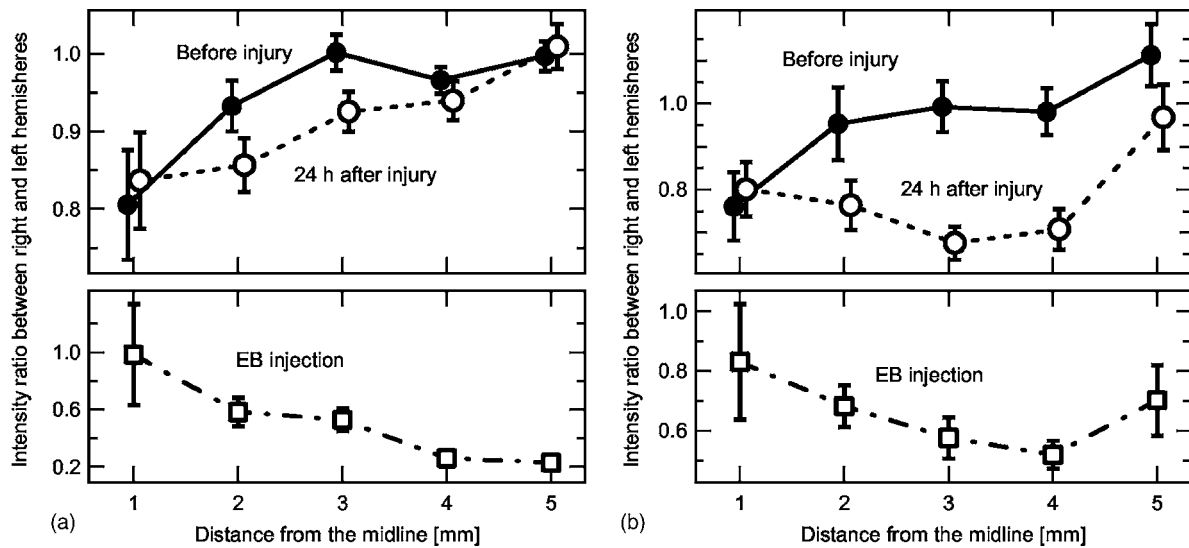 Intensity ratio between right and left hemispheres
1.0
0.9
0.8
Before injury
24 h after injury
1.0
0.6
0.2
EB injection
1 2 3 4 5
(a)
Distance from the midline [mm]
Intensity ratio between right and left hemispheres
1.0
0.8
Before injury
24 h after injury
1.0
0.8
0.6
EB injection
1 2 3 4 5
(b)
Distance from the midline [mm]